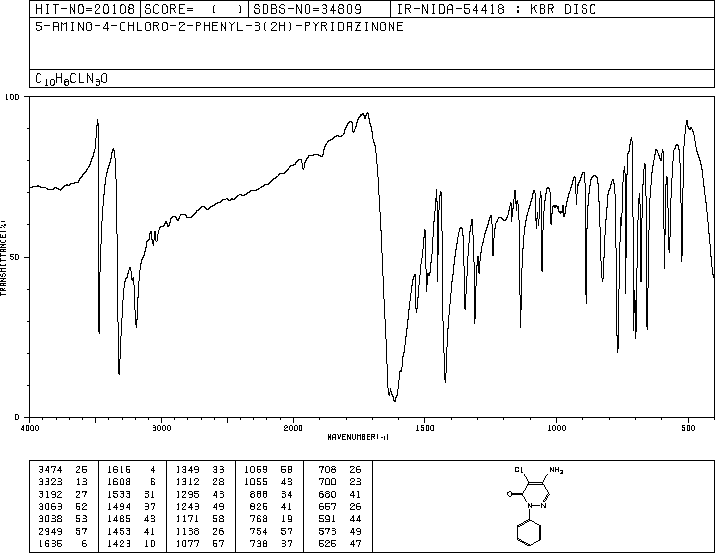 HIT-NO=20108 SCORE= ( ) SDBS-NO=34809 IR-NIDA-54418 : KBR DISC
5-AMINO-4-CHLORO-2-PHENYL-3(2H)-PYRIDAZINONE
C10H8CLN3O
100
50
0
TRANSMITTANCE(%)
4000 3000 2000 1500 1000 500
WAVENUMBER(-1)
3474 25 1616 4 1349 33 1069 58 708 26
3323 13 1608 6 1312 28 1055 43 700 23
3192 27 1533 31 1295 43 888 34 680 41
3063 52 1494 37 1243 49 826 41 657 26
3038 53 1485 43 1171 58 768 19 591 44
2949 57 1453 41 1138 26 754 57 573 49
1635 6 1423 10 1077 57 738 37 526 47
Cl NH2
O N
N